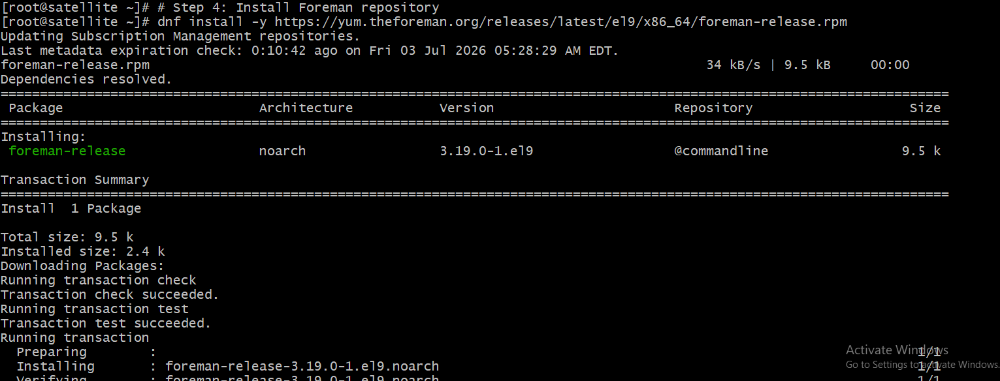 [root@satellite ~]# # Step 4: Install Foreman repository
[root@satellite ~]# dnf install -y https://yum.theforeman.org/releases/latest/el9/x86_64/foreman-release.rpm
Updating Subscription Management repositories.
Last metadata expiration check: 0:10:42 ago on Fri 03 Jul 2026 05:28:29 AM EDT.
foreman-release.rpm 34 kB/s | 9.5 kB 00:00
Dependencies resolved.
================================================================================
Package Architecture Version Repository Size
================================================================================
Installing:
foreman-release noarch 3.19.0-1.el9 @commandline 9.5 k
Transaction Summary
================================================================================
Install 1 Package
Total size: 9.5 k
Installed size: 2.4 k
Downloading Packages:
Running transaction check
Transaction check succeeded.
Running transaction test
Transaction test succeeded.
Running transaction
Preparing : 1/1
Installing : foreman-release-3.19.0-1.el9.noarch 1/1
Verifying : foreman-release-3.19.0-1.el9.noarch 1/1
Activate Windows
Go to Settings to activate Windows.